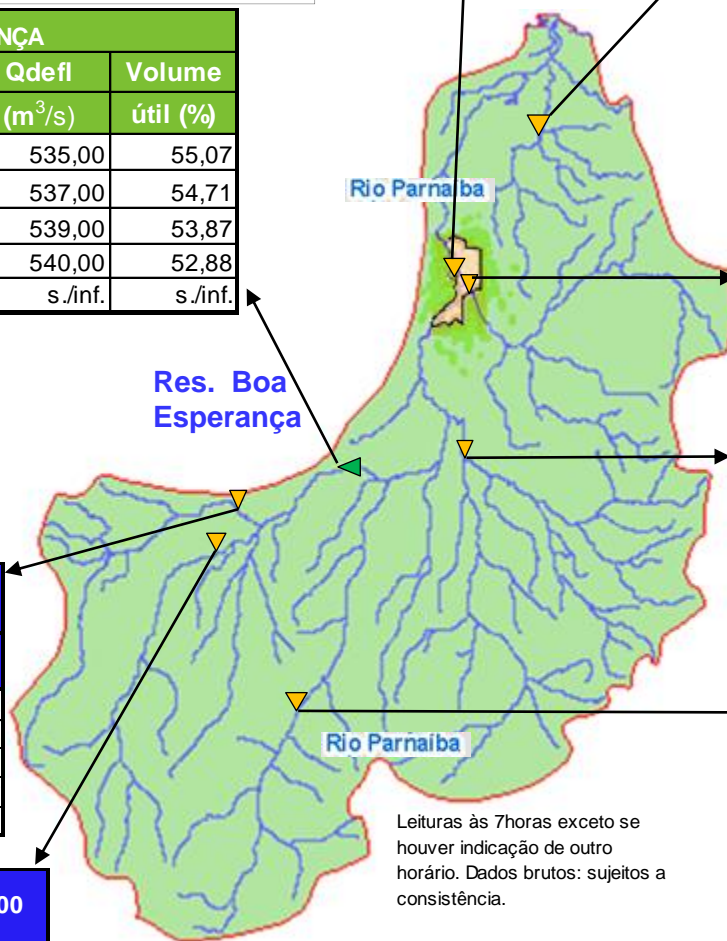 NÇA
Qdefl Volume
(m³/s) útil (%)
535,00 55,07
537,00 54,71
539,00 53,87
540,00 52,88
s./inf. s./inf.
Rio Parnaiba
Res. Boa
Esperança
Rio Parnaiba
Leituras às 7horas exceto se
houver indicação de outro
horário. Dados brutos: sujeitos a
consistência.
00